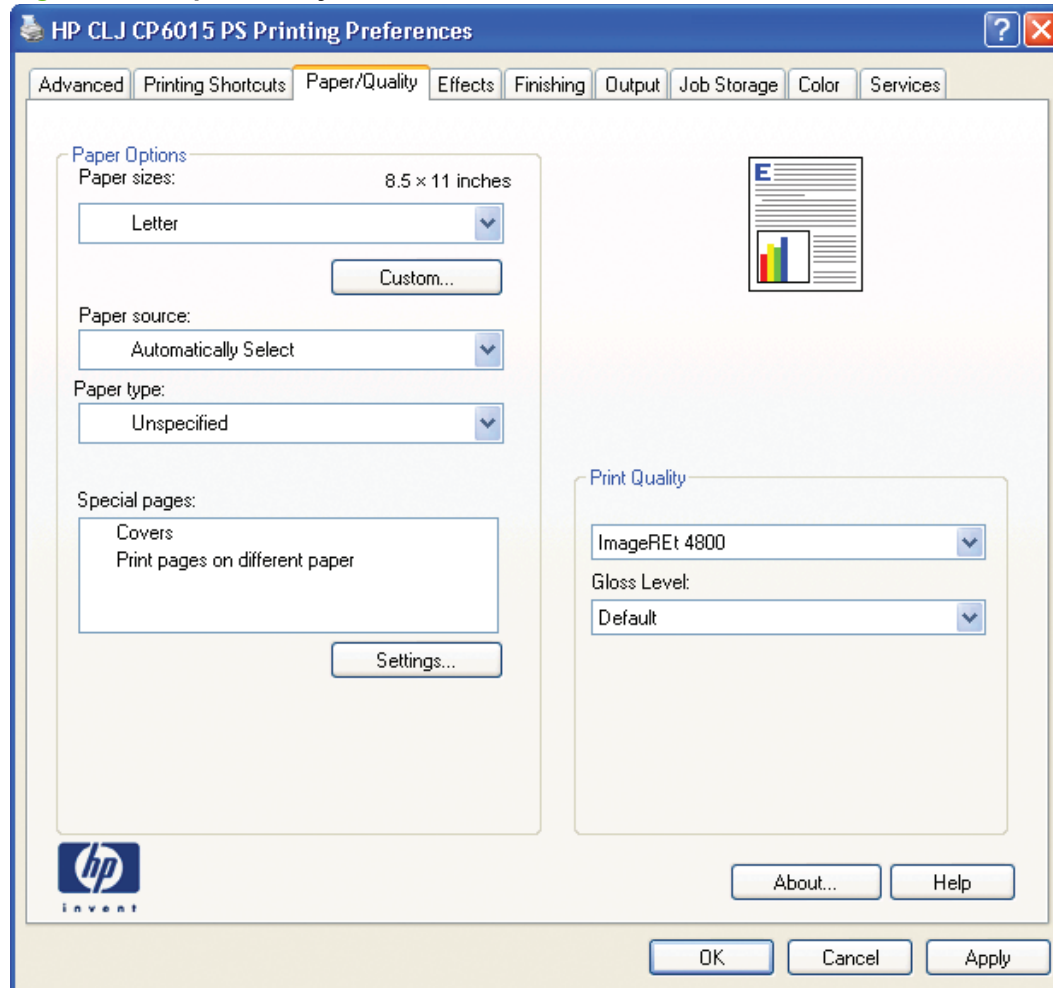 HP CLJ CP6015 PS Printing Preferences
Advanced Printing Shortcuts Paper/Quality Effects Finishing Output Job Storage Color Services
Paper Options
Paper sizes: 8.5 × 11 inches
Letter
Custom...
Paper source:
Automatically Select
Paper type:
Unspecified
Special pages:
Covers
Print pages on different paper
Settings...
E
Print Quality
ImageREt 4800
Gloss Level:
Default
hp
invent
About... Help
OK Cancel Apply